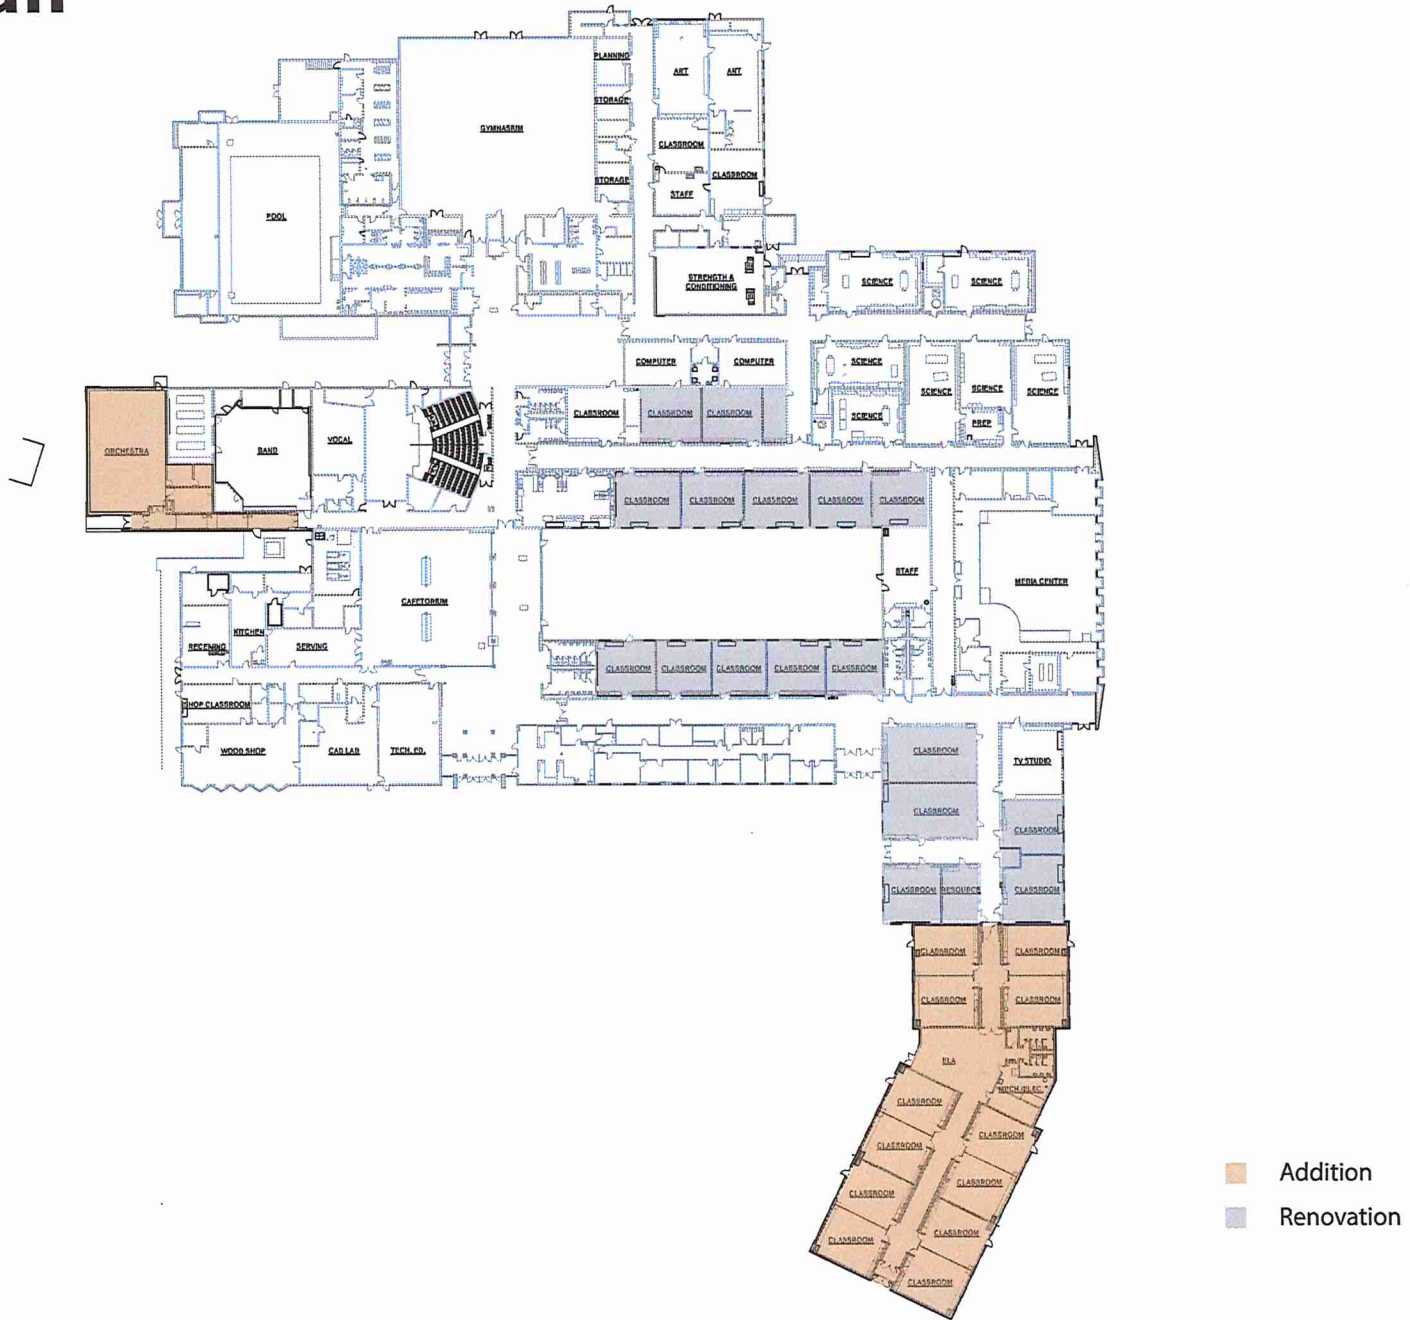 PLANNING
ART
ART
STORAGE
GYMNASIUM
CLASSROOM
CLASSROOM
STORAGE
STAFF
POOL
STRENGTH &
CONDITIONING
SCIENCE
SCIENCE
COMPUTER
COMPUTER
SCIENCE
SCIENCE
SCIENCE
SCIENCE
CLASSROOM
CLASSROOM
CLASSROOM
SCIENCE
PREP
ORCHESTRA
BAND
VOCAL
CLASSROOM
CLASSROOM
CLASSROOM
CLASSROOM
CLASSROOM
STAFF
MEDIA CENTER
CAFETORIUM
KITCHEN
RECEIVING
SERVING
CLASSROOM
CLASSROOM
CLASSROOM
CLASSROOM
CLASSROOM
SHOP CLASSROOM
WOOD SHOP
CAD LAB
TECH. ED.
CLASSROOM
TV STUDIO
CLASSROOM
CLASSROOM
CLASSROOM
RESOURCE
CLASSROOM
CLASSROOM
CLASSROOM
CLASSROOM
CLASSROOM
ELA
MECH./ELEC.
CLASSROOM
CLASSROOM
CLASSROOM
CLASSROOM
CLASSROOM
CLASSROOM
CLASSROOM
CLASSROOM
Addition
Renovation